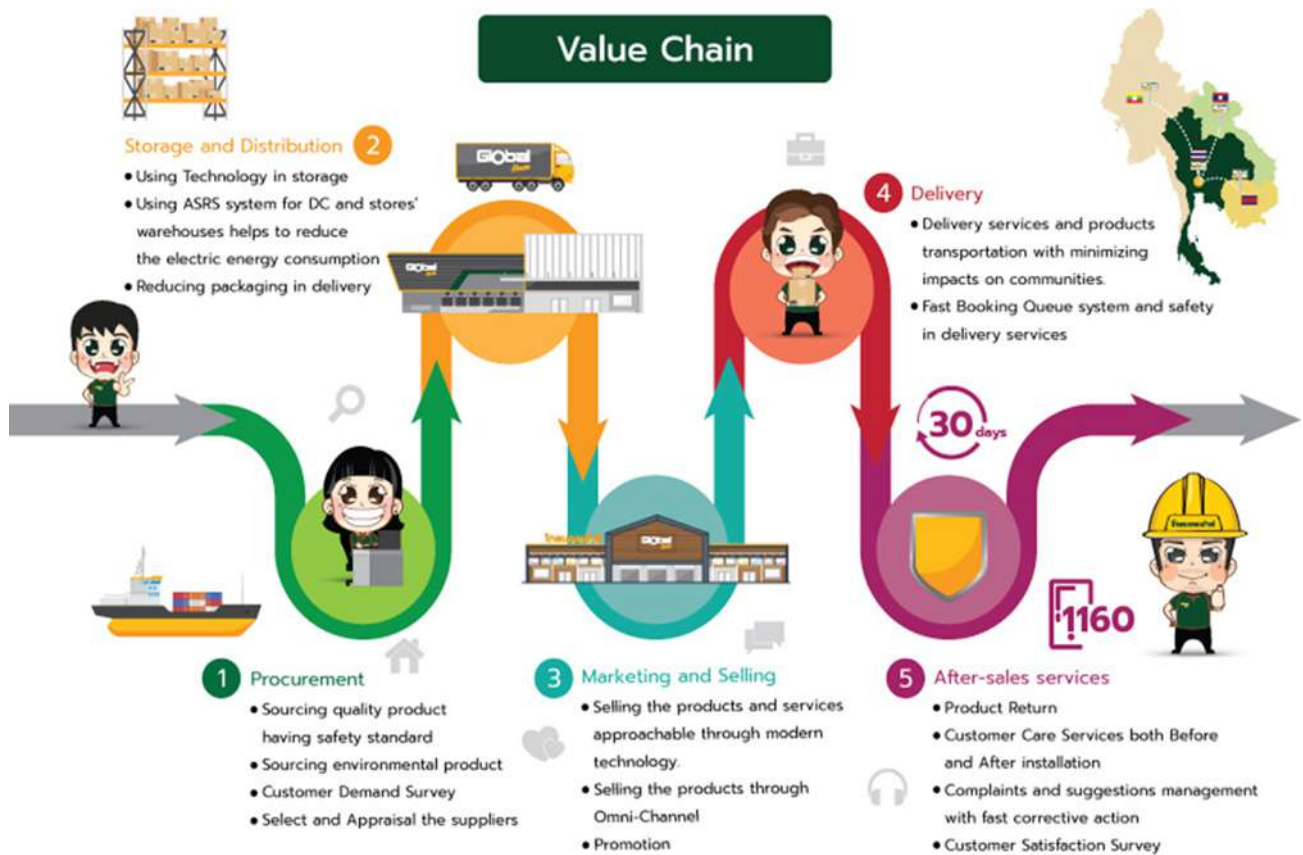 Value Chain
Storage and Distribution 2
• Using Technology in storage
• Using ASRS system for DC and stores'
warehouses helps to reduce
the electric energy consumption
• Reducing packaging in delivery
Global
House
Global
4 Delivery
• Delivery services and products
transportation with minimizing
impacts on communities.
• Fast Booking Queue system and safety
in delivery services
30 days
Global
1160
1 Procurement
• Sourcing quality product
having safety standard
• Sourcing environmental product
• Customer Demand Survey
• Select and Appraisal the suppliers
3 Marketing and Selling
• Selling the products and services
approachable through modern
technology.
• Selling the products through
Omni-Channel
• Promotion
5 After-sales services
• Product Return
• Customer Care Services both Before
and After installation
• Complaints and suggestions management
with fast corrective action
• Customer Satisfaction Survey